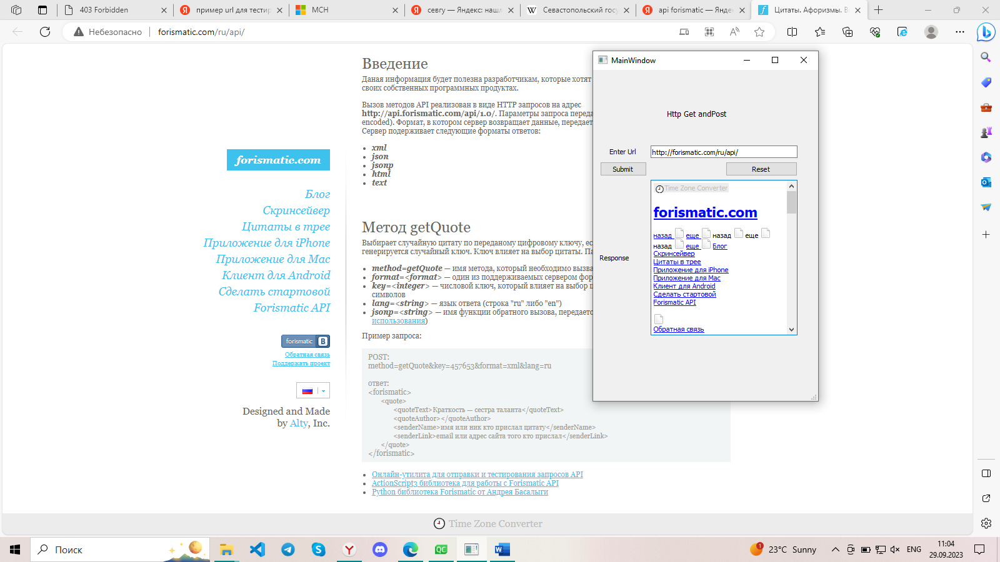 403 Forbidden
пример url для тестир
МСН
севгу — Яндекс: наш
Севастопольский госу
api forismatic — Янде
Цитаты. Афоризмы. В
Небезопасно
forismatic.com/ru/api/
forismatic.com
Блог
Скринсейвер
Цитаты в трее
Приложение для iPhone
Приложение для Mac
Клиент для Android
Сделать стартовой
Forismatic API
forismatic B
Обратная связь
Поддержать проект
Designed and Made
by Alty, Inc.
Введение
Даная информация будет полезна разработчикам, которые хотят
своих собственных программных продуктах.
Вызов методов API реализован в виде HTTP запросов на адрес
http://api.forismatic.com/api/1.0/. Параметры запроса переда
encoded). Формат, в котором сервер возвращает данные, передает
Сервер подерживает следующие форматы ответов:
xml
json
jsonp
html
text
Метод getQuote
Выбирает случайную цитату по переданому цифровому ключу, ес
генерируется случайный ключ. Ключ влияет на выбор цитаты. Па
method=getQuote — имя метода, который необходимо вызва
format=<format> — один из поддерживаемых сервером фор
key=<integer> — числовой ключ, который влияет на выбор ц
символов
lang=<string> — язык ответа (строка "ru" либо "en")
jsonp=<string> — имя функции обратного вызова, передаетс
использования)
Пример запроса:
POST:
method=getQuote&key=457653&format=xml&lang=ru
ответ:
<forismatic>
<quote>
<quoteText>Краткость — сестра таланта</quoteText>
<quoteAuthor></quoteAuthor>
<senderName>имя или ник кто прислал цитату</senderName>
<senderLink>email или адрес сайта того кто прислал</senderLink>
</quote>
</forismatic>
Онлайн-утилита для отправки и тестирования запросов API
ActionScript3 библиотека для работы с Forismatic API
Python библиотека Forismatic от Андрея Басалыги
Time Zone Converter
MainWindow
Http Get andPost
Enter Url
http://forismatic.com/ru/api/
Submit
Reset
Response
Time Zone Converter
forismatic.com
назад еще назад еще
назад еще Блог
Скринсейвер
Цитаты в трее
Приложение для iPhone
Приложение для Mac
Клиент для Android
Сделать стартовой
Forismatic API
Обратная связь
Поиск
QC
1
23°C Sunny
ENG
11:04
29.09.2023